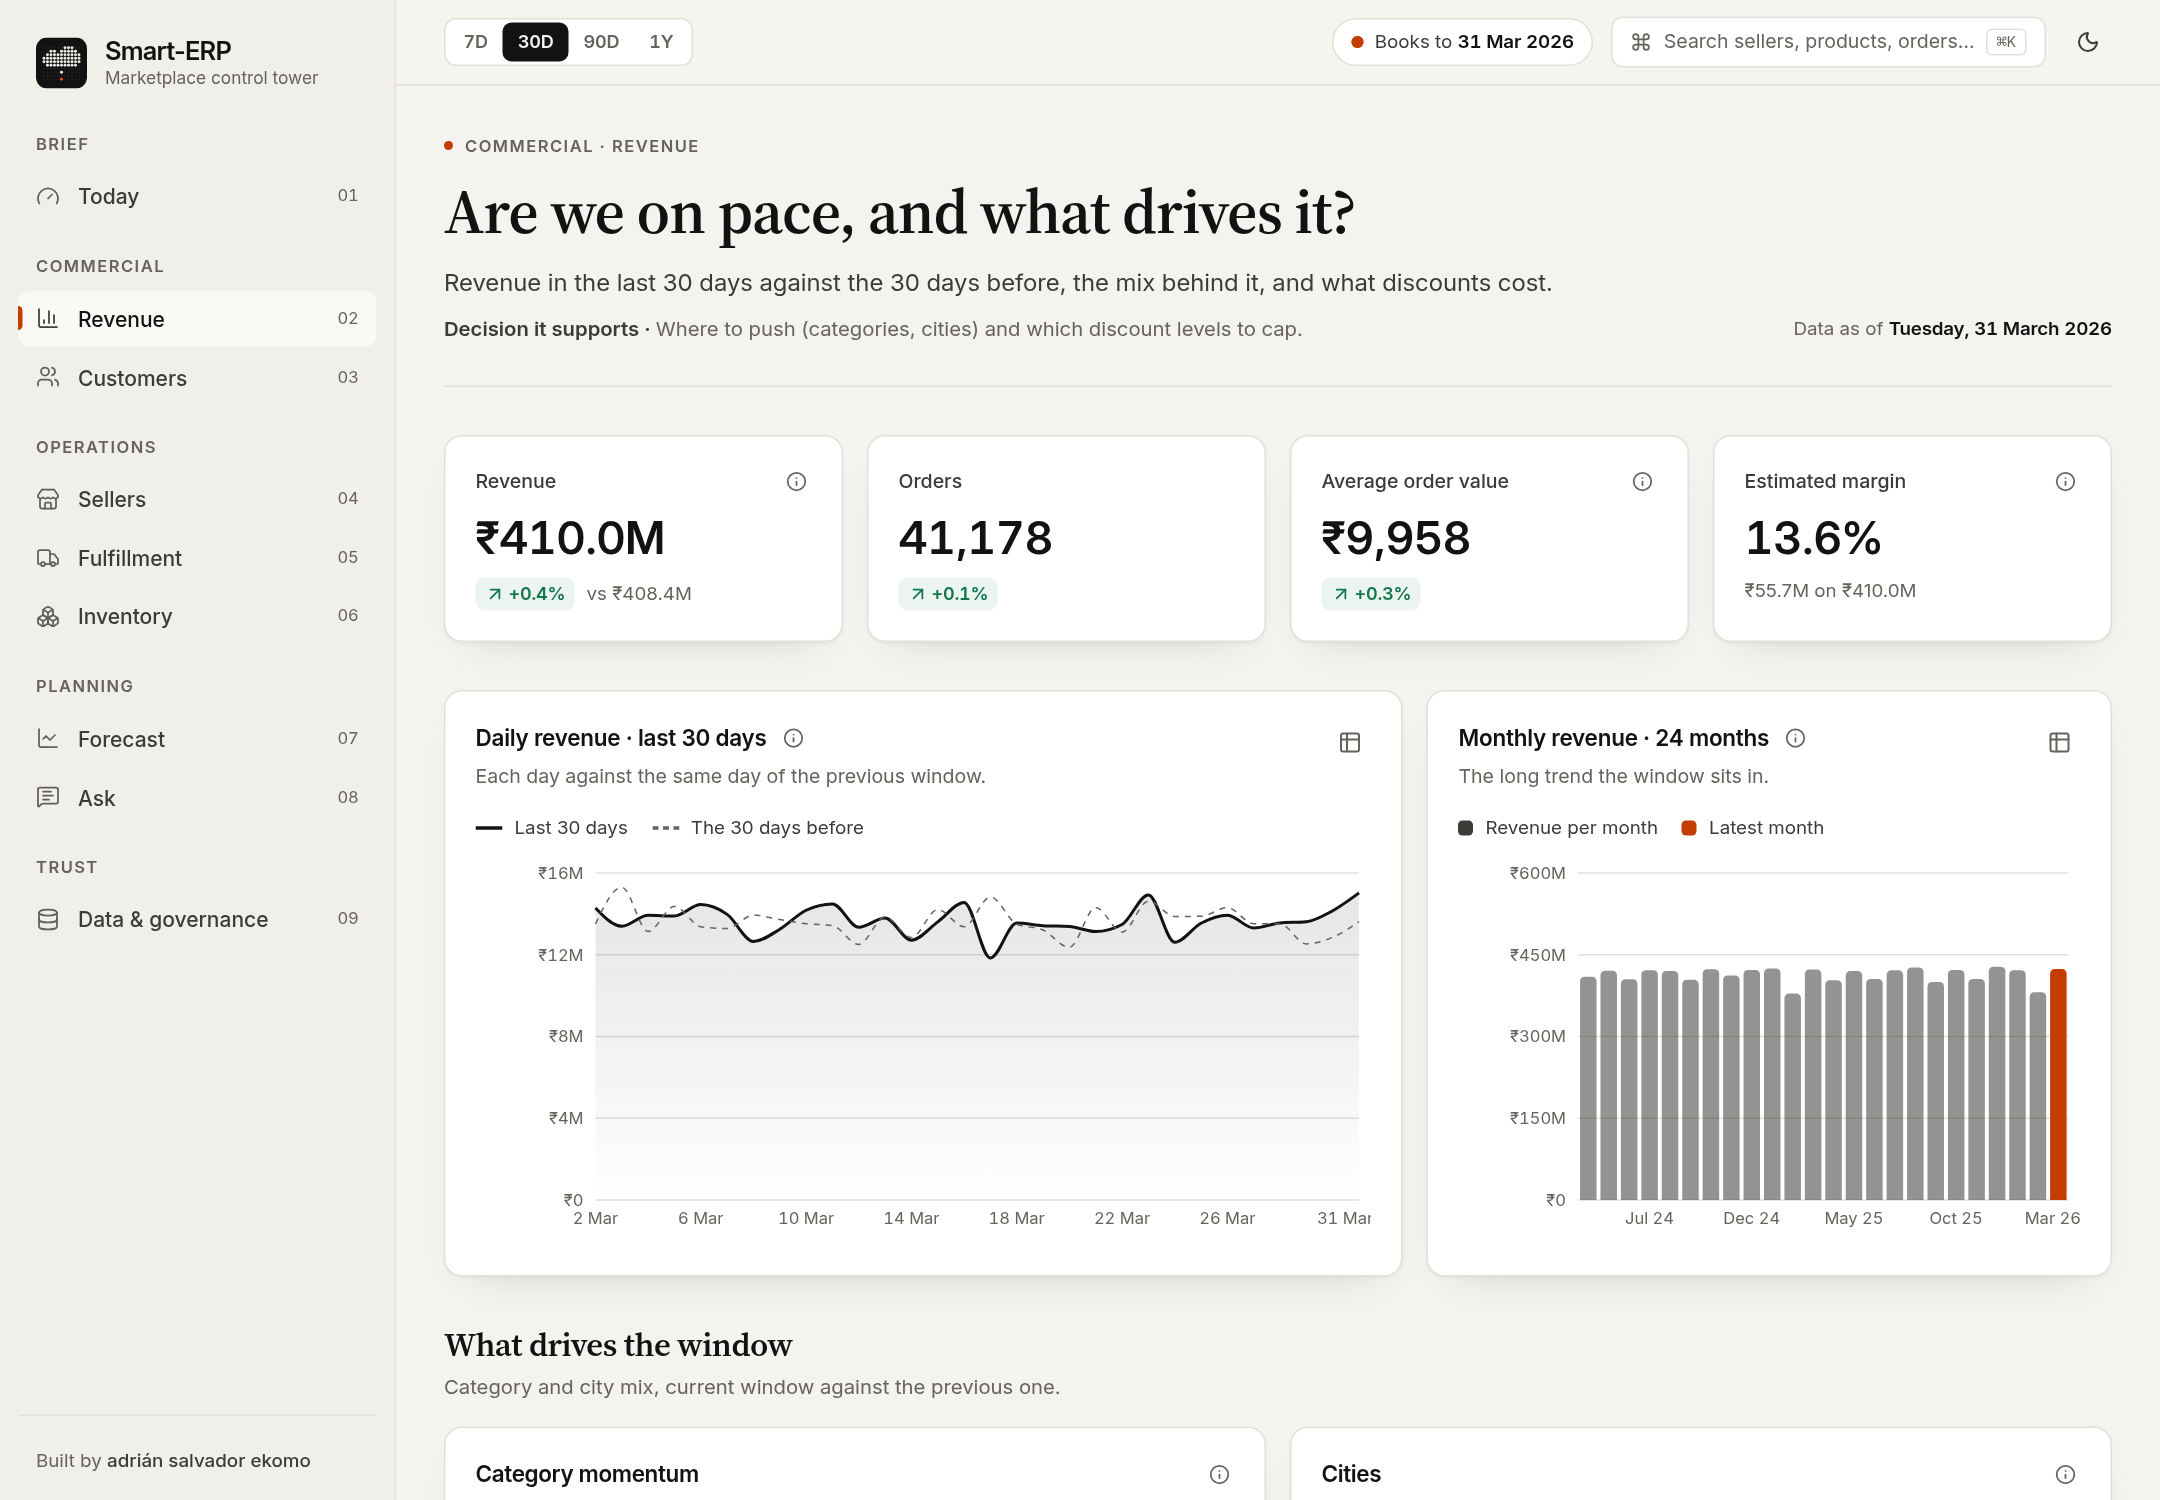 Smart-ERP
Marketplace control tower
BRIEF
Today 01
COMMERCIAL
Revenue 02
Customers 03
OPERATIONS
Sellers 04
Fulfillment 05
Inventory 06
PLANNING
Forecast 07
Ask 08
TRUST
Data & governance 09
Built by adrián salvador ekomo
7D 30D 90D 1Y
Books to 31 Mar 2026
Search sellers, products, orders... ⌘K
COMMERCIAL · REVENUE
Are we on pace, and what drives it?
Revenue in the last 30 days against the 30 days before, the mix behind it, and what discounts cost.
Decision it supports · Where to push (categories, cities) and which discount levels to cap.
Data as of Tuesday, 31 March 2026
Revenue
₹410.0M
+0.4% vs ₹408.4M
Orders
41,178
+0.1%
Average order value
₹9,958
+0.3%
Estimated margin
13.6%
₹55.7M on ₹410.0M
Daily revenue · last 30 days
Each day against the same day of the previous window.
Last 30 days The 30 days before
₹16M
₹12M
₹8M
₹4M
₹0
2 Mar 6 Mar 10 Mar 14 Mar 18 Mar 22 Mar 26 Mar 31 Mar
Monthly revenue · 24 months
The long trend the window sits in.
Revenue per month Latest month
₹600M
₹450M
₹300M
₹150M
₹0
Jul 24 Dec 24 May 25 Oct 25 Mar 26
What drives the window
Category and city mix, current window against the previous one.
Category momentum
Cities